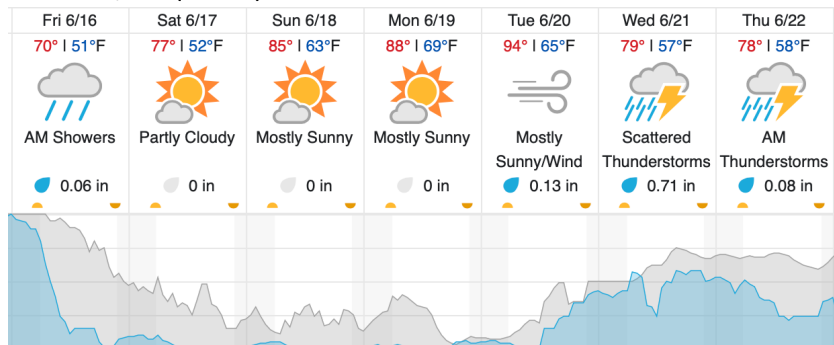 Fri 6/16 Sat 6/17 Sun 6/18 Mon 6/19 Tue 6/20 Wed 6/21 Thu 6/22
70° | 51°F 77° | 52°F 85° | 63°F 88° | 69°F 94° | 65°F 79° | 57°F 78° | 58°F
AM Showers Partly Cloudy Mostly Sunny Mostly Sunny Mostly Scattered AM
Sunny/Wind Thunderstorms Thunderstorms
0.06 in 0 in 0 in 0 in 0.13 in 0.71 in 0.08 in